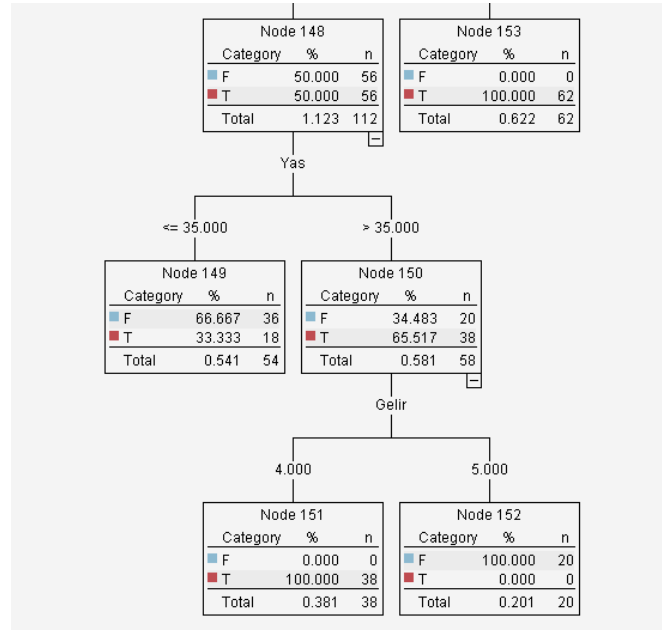 Node 148
Category % n
F 50.000 56
T 50.000 56
Total 1.123 112
Node 153
Category % n
F 0.000 0
T 100.000 62
Total 0.622 62
Yas
<= 35.000
> 35.000
Node 149
Category % n
F 66.667 36
T 33.333 18
Total 0.541 54
Node 150
Category % n
F 34.483 20
T 65.517 38
Total 0.581 58
Gelir
4.000
5.000
Node 151
Category % n
F 0.000 0
T 100.000 38
Total 0.381 38
Node 152
Category % n
F 100.000 20
T 0.000 0
Total 0.201 20